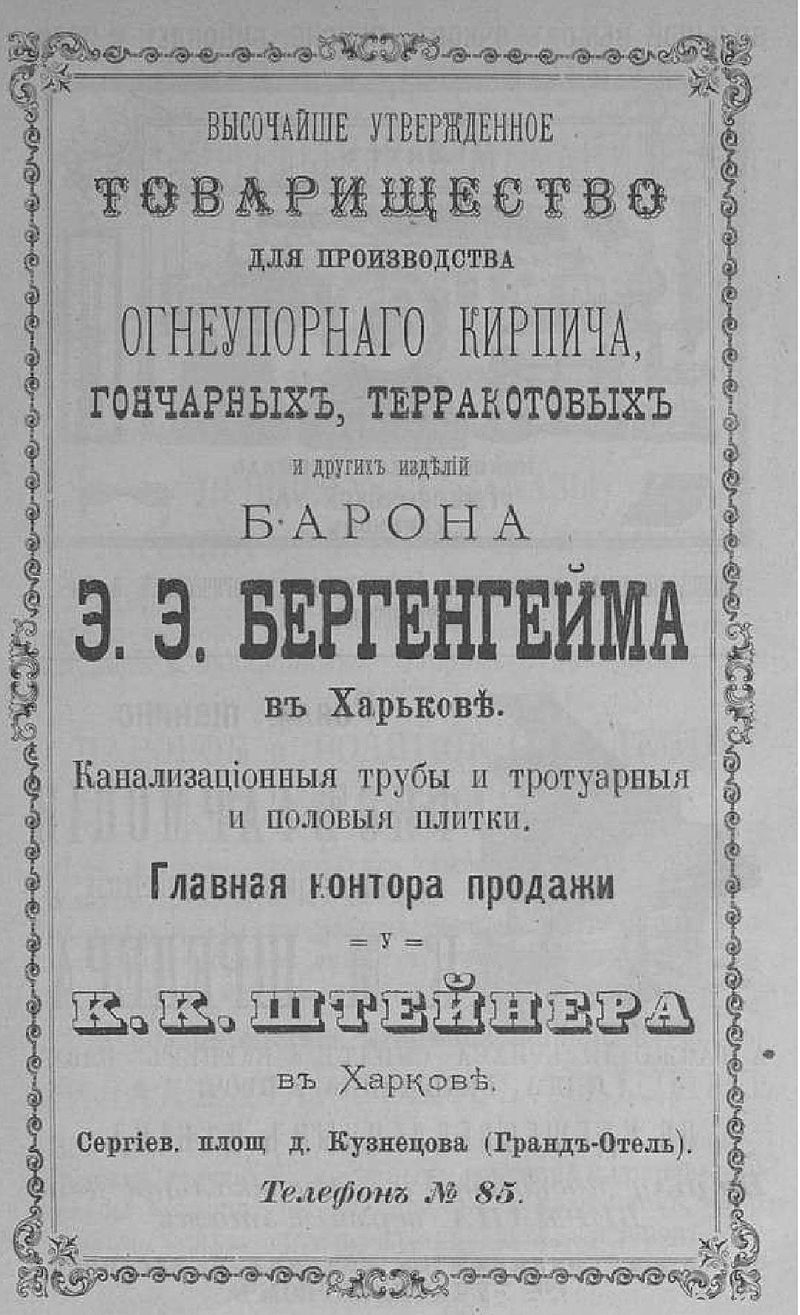 ВЫСОЧАЙШЕ УТВЕРЖДЕННОЕ
ТОВАРИЩЕСТВО
ДЛЯ ПРОИЗВОДСТВА
ОГНЕУПОРНАГО КИРПИЧА,
ГОНЧАРНЫХЪ, ТЕРРАКОТОВЫХЪ
И ДРУГИХЪ ИЗДѢЛІЙ
БАРОНА
Э. Э. БЕРГЕНГЕЙМА
въ Харьковѣ.
Канализаціонныя трубы и тротуарныя
и половыя плитки.
Главная контора продажи
= У =
К. К. ШТЕЙНЕРА
въ Харковѣ,
Сергіев. площ д. Кузнецова (Грандъ-Отель).
Телефонъ № 85.